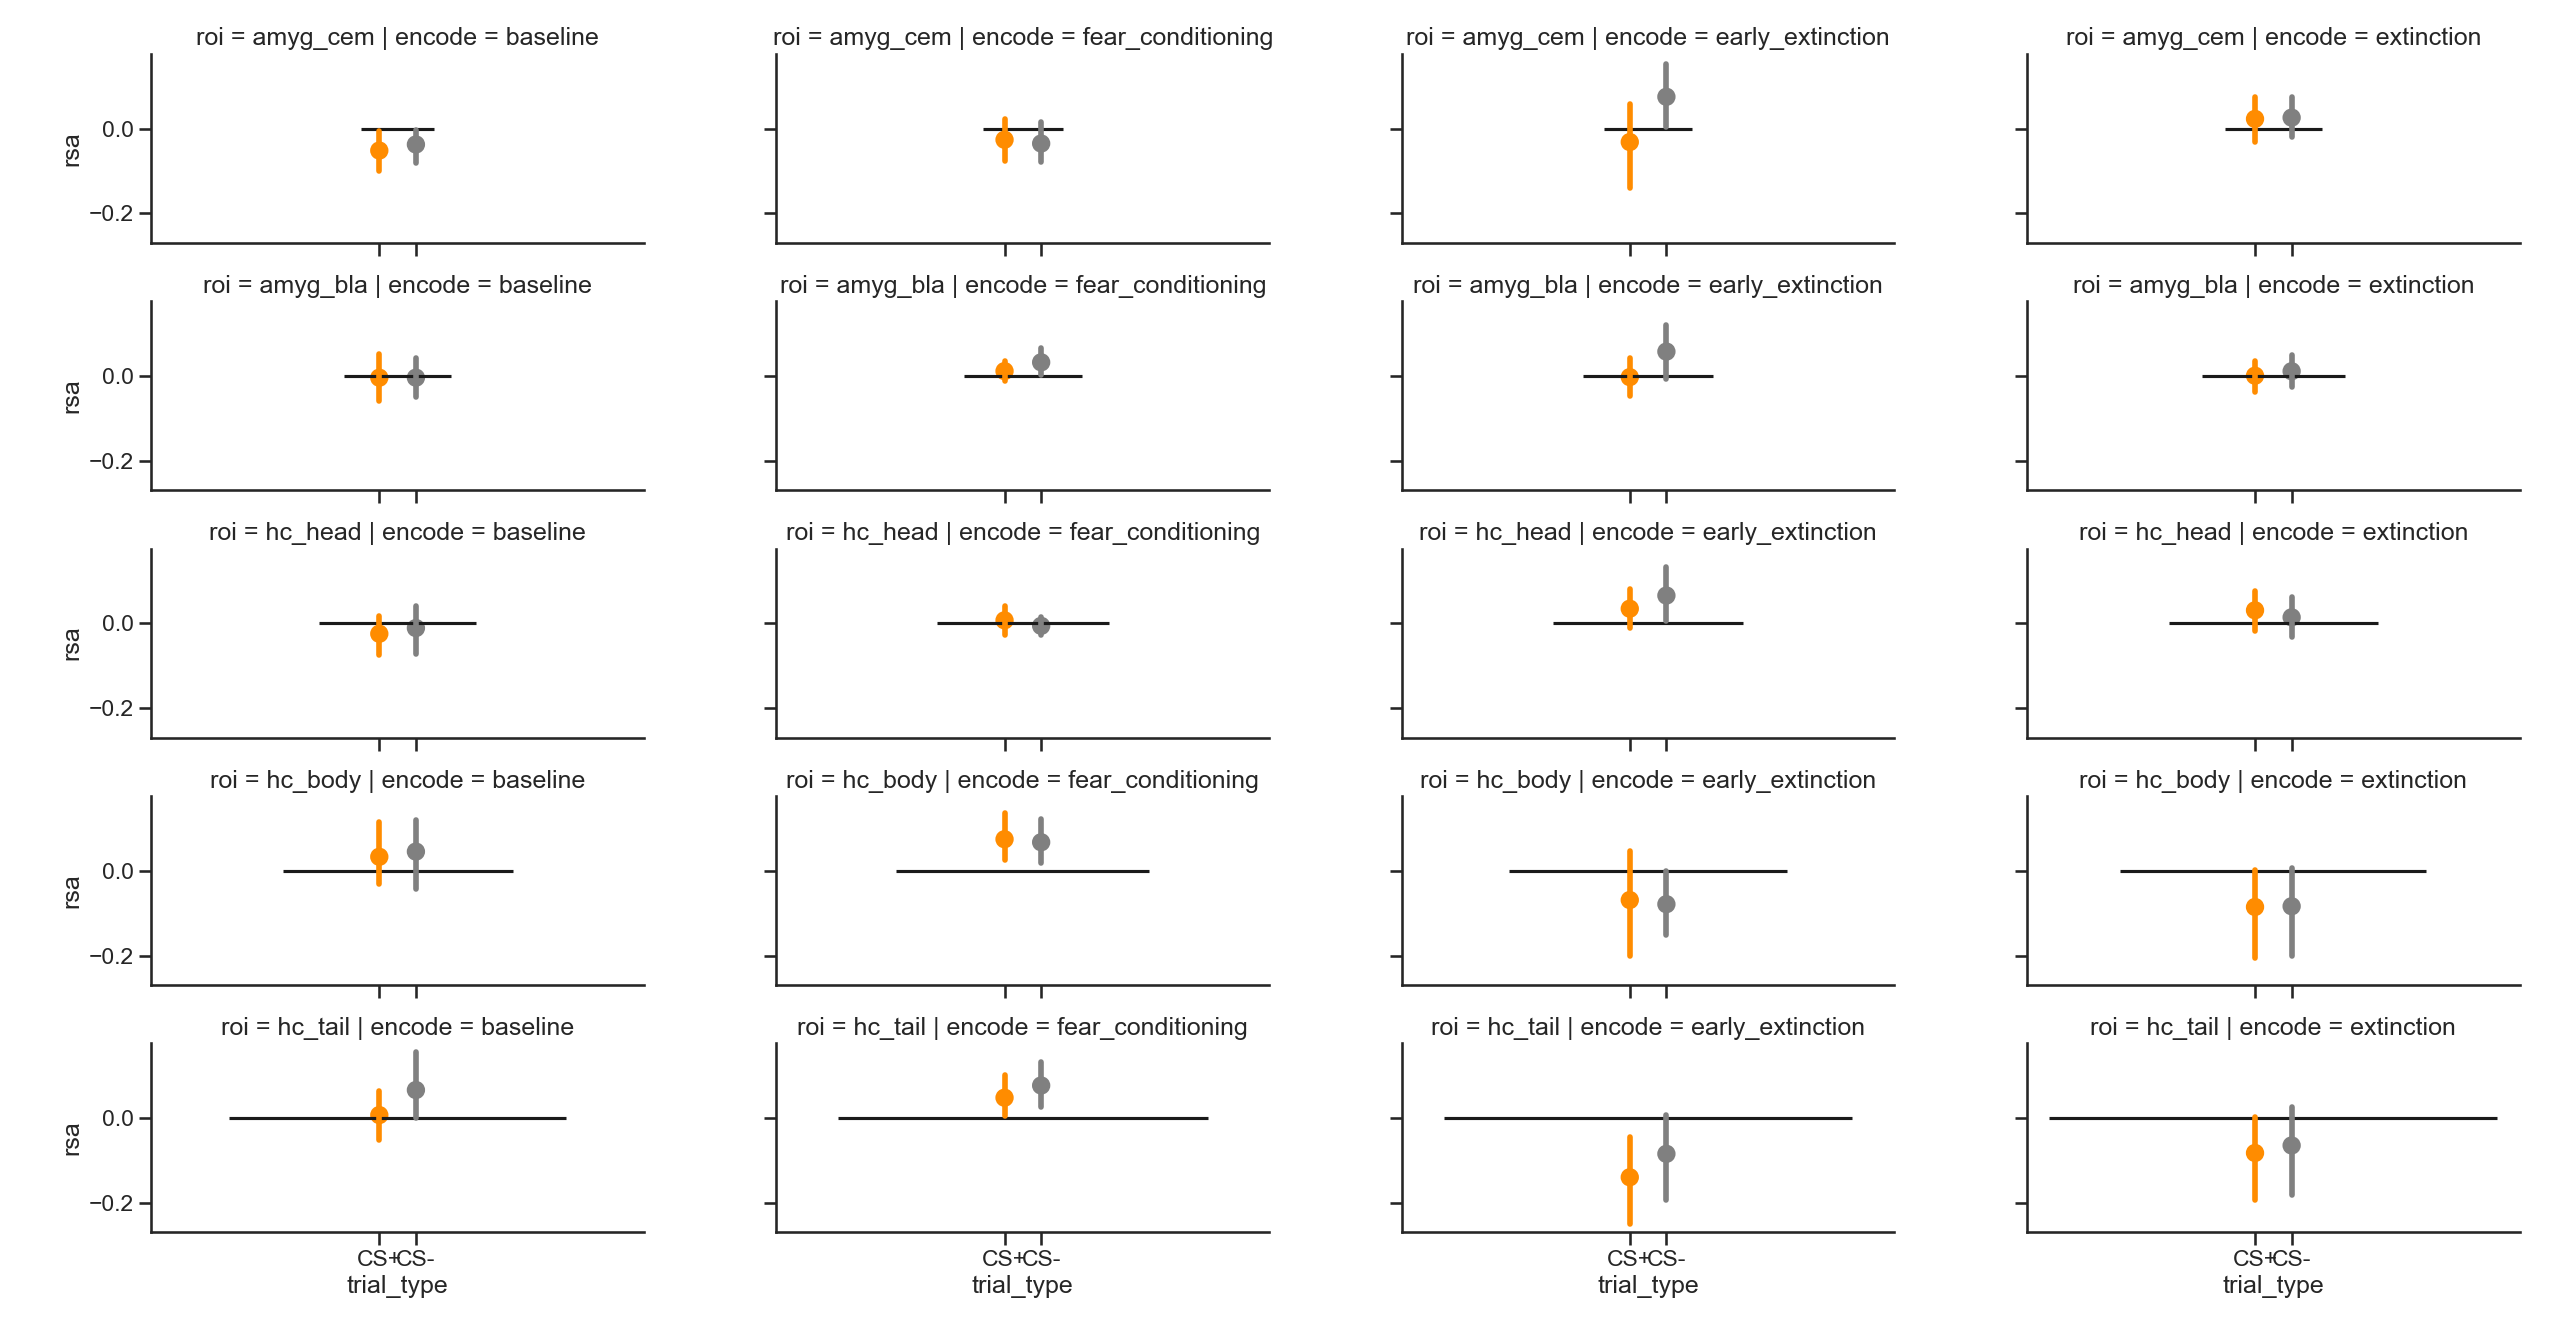 roi = amyg_cem | encode = baseline
roi = amyg_cem | encode = fear_conditioning
roi = amyg_cem | encode = early_extinction
roi = amyg_cem | encode = extinction
rsa
0.0
−0.2
roi = amyg_bla | encode = baseline
roi = amyg_bla | encode = fear_conditioning
roi = amyg_bla | encode = early_extinction
roi = amyg_bla | encode = extinction
rsa
0.0
−0.2
roi = hc_head | encode = baseline
roi = hc_head | encode = fear_conditioning
roi = hc_head | encode = early_extinction
roi = hc_head | encode = extinction
rsa
0.0
−0.2
roi = hc_body | encode = baseline
roi = hc_body | encode = fear_conditioning
roi = hc_body | encode = early_extinction
roi = hc_body | encode = extinction
rsa
0.0
−0.2
roi = hc_tail | encode = baseline
roi = hc_tail | encode = fear_conditioning
roi = hc_tail | encode = early_extinction
roi = hc_tail | encode = extinction
rsa
0.0
−0.2
CS+ CS-
trial_type
CS+ CS-
trial_type
CS+ CS-
trial_type
CS+ CS-
trial_type